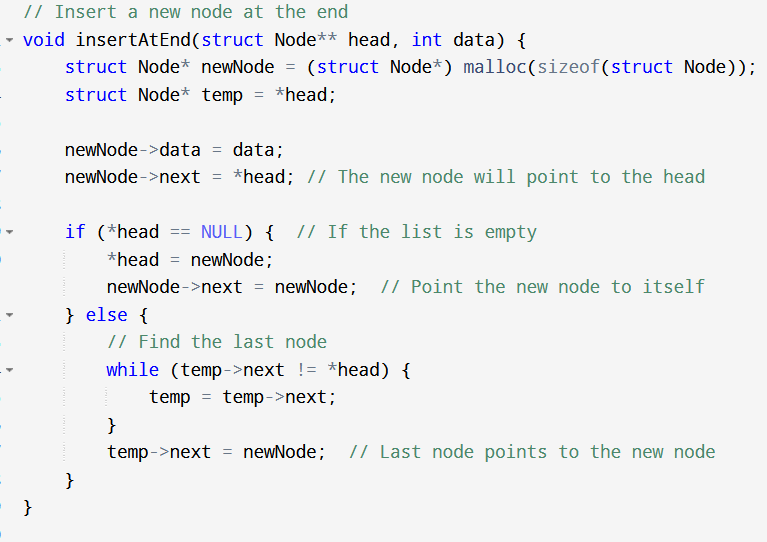 // Insert a new node at the end
void insertAtEnd(struct Node** head, int data) {
    struct Node* newNode = (struct Node*) malloc(sizeof(struct Node));
    struct Node* temp = *head;

    newNode->data = data;
    newNode->next = *head; // The new node will point to the head

    if (*head == NULL) {  // If the list is empty
        *head = newNode;
        newNode->next = newNode;  // Point the new node to itself
    } else {
        // Find the last node
        while (temp->next != *head) {
            temp = temp->next;
        }
        temp->next = newNode;  // Last node points to the new node
    }
}